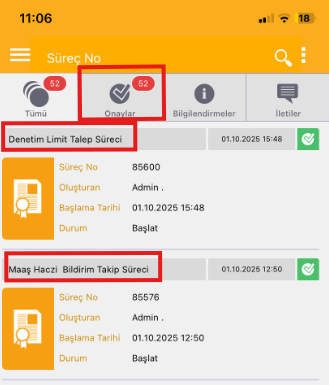 11:06
18
Süreç No
52
52
Tümü
Onaylar
Bilgilendirmeler
İletiler
Denetim Limit Talep Süreci
01.10.2025 15:48
Süreç No 85600
Oluşturan Admin .
Başlama Tarihi 01.10.2025 15:48
Durum Başlat
Maaş Haczi Bildirim Takip Süreci
01.10.2025 12:50
Süreç No 85576
Oluşturan Admin .
Başlama Tarihi 01.10.2025 12:50
Durum Başlat